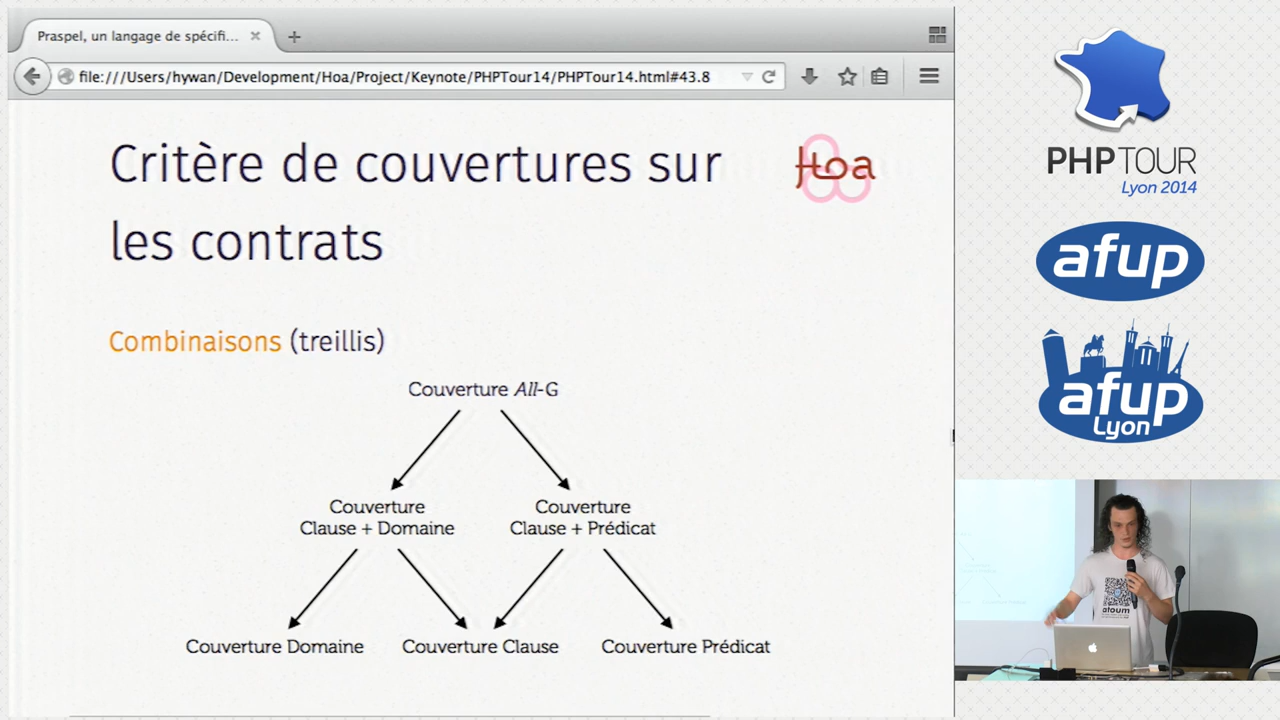 Praspel, un langage de spécifi...
file:///Users/hywan/Development/Hoa/Project/Keynote/PHPTour14/PHPTour14.html#43.8
Critère de couvertures sur
les contrats
Hoa
Combinaisons (treillis)
Couverture All-G
Couverture
Clause + Domaine
Couverture
Clause + Prédicat
Couverture Domaine
Couverture Clause
Couverture Prédicat
PHP TOUR
Lyon 2014
afup
afup
Lyon
atoum